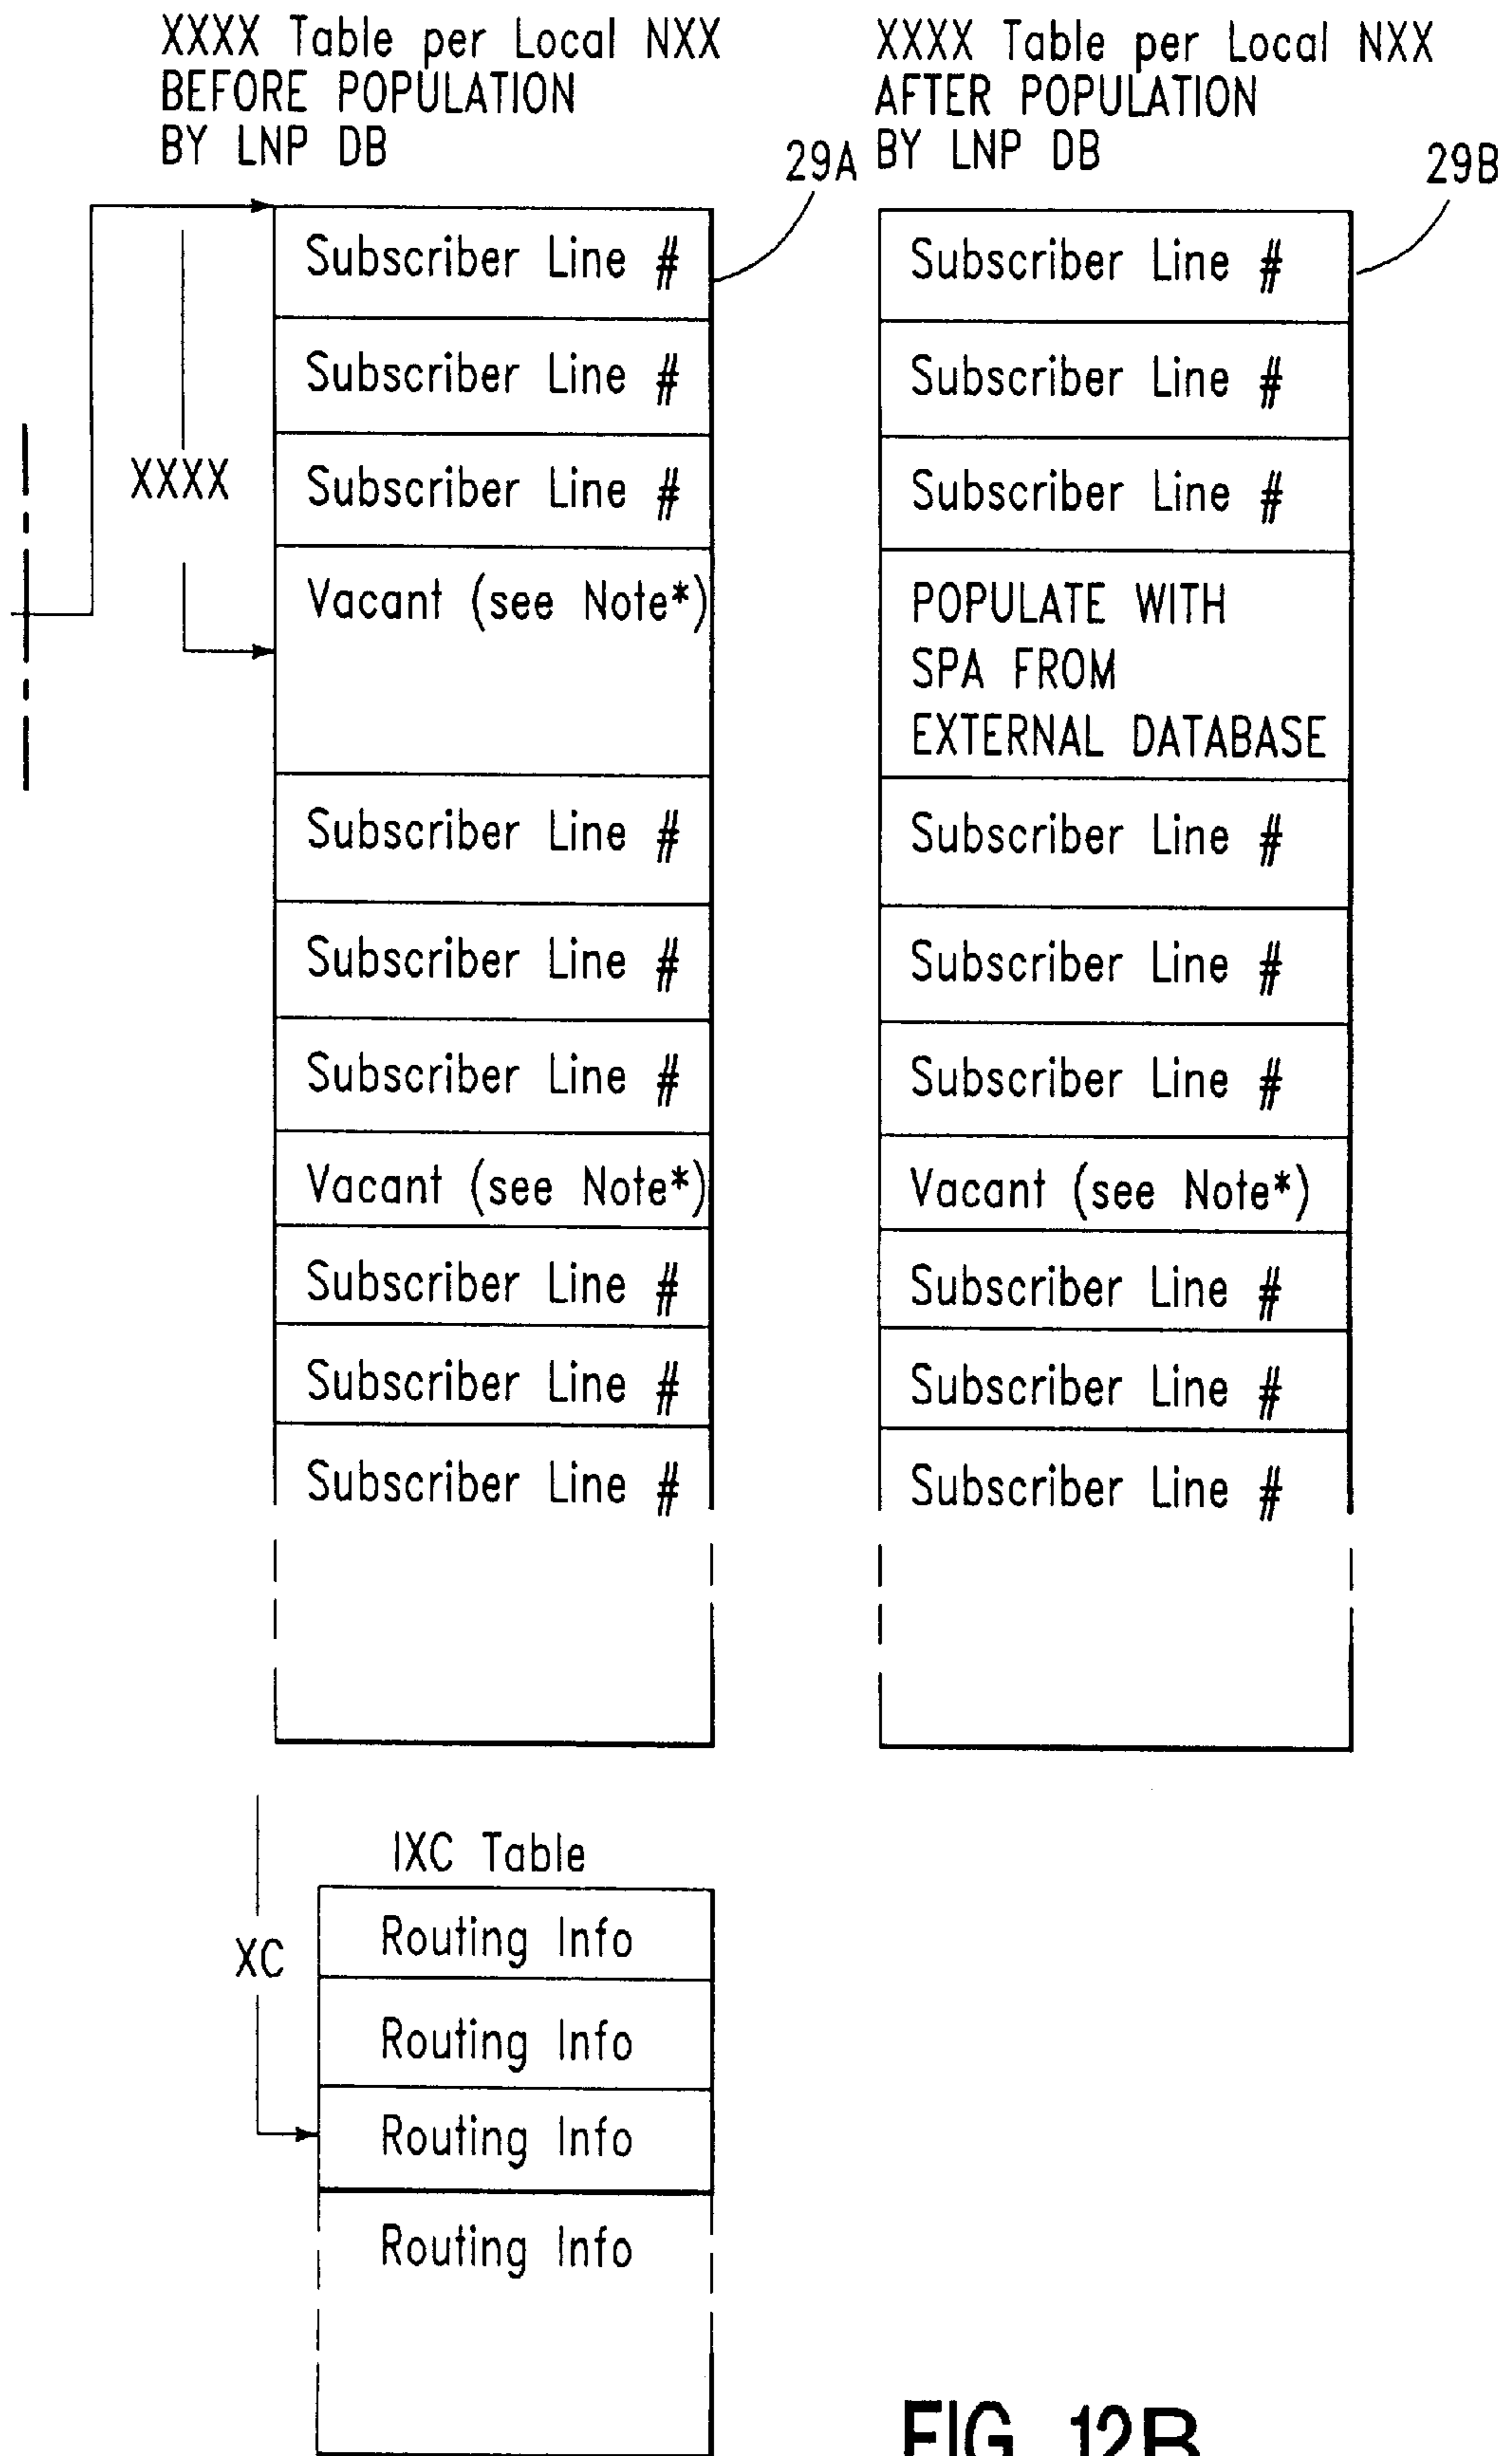 XXXX Table per Local NXX
BEFORE POPULATION
BY LNP DB
29A
XXXX
Subscriber Line #
Subscriber Line #
Subscriber Line #
Vacant (see Note*)
Subscriber Line #
Subscriber Line #
Subscriber Line #
Vacant (see Note*)
Subscriber Line #
Subscriber Line #
Subscriber Line #
XXXX Table per Local NXX
AFTER POPULATION
BY LNP DB
29B
Subscriber Line #
Subscriber Line #
Subscriber Line #
POPULATE WITH
SPA FROM
EXTERNAL DATABASE
Subscriber Line #
Subscriber Line #
Subscriber Line #
Vacant (see Note*)
Subscriber Line #
Subscriber Line #
Subscriber Line #
IXC Table
XC
Routing Info
Routing Info
Routing Info
Routing Info
FIG. 12B